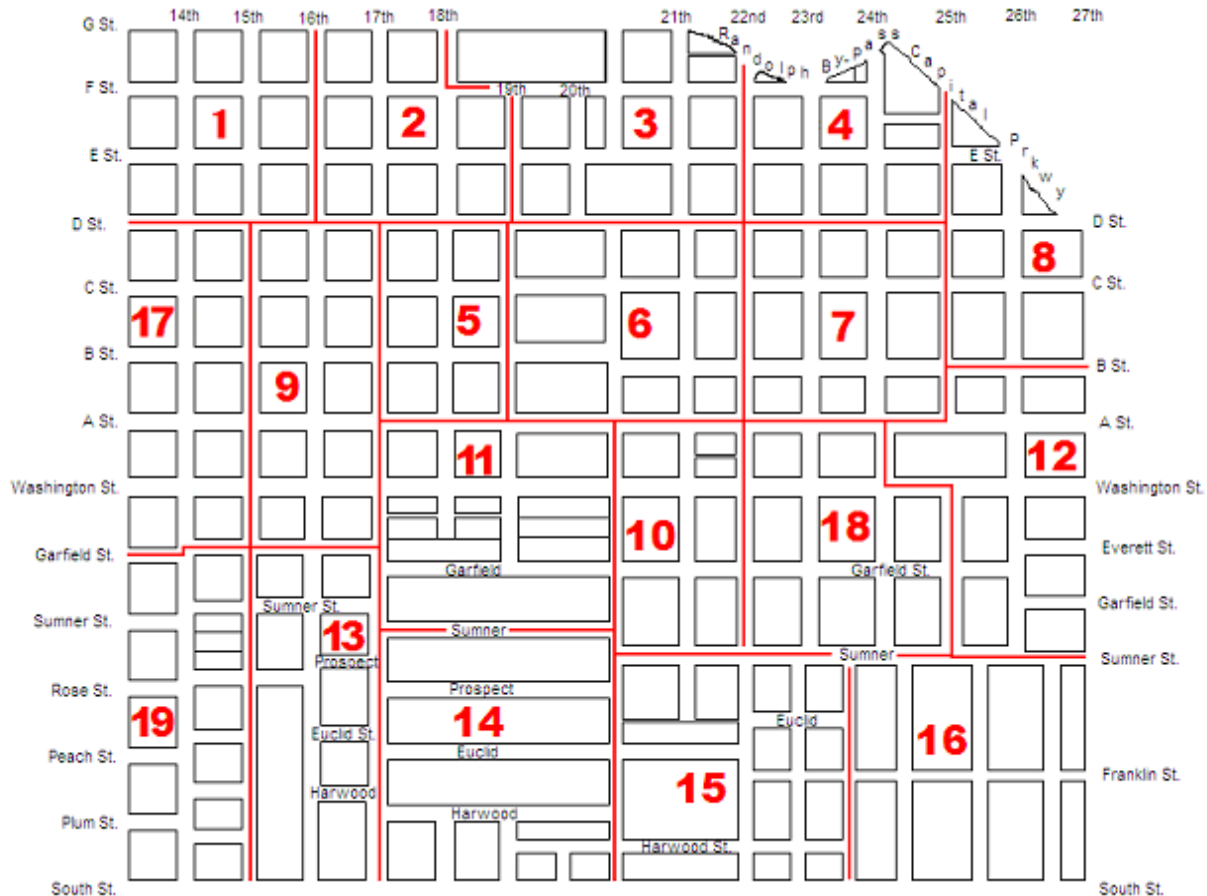 14th 15th 16th 17th 18th 21th 22nd 23rd 24th 25th 26th 27th
G St.
Randolph By-Pass Capital Prkwy
F St.
19th 20th
1 2 3 4
E St. E St.
D St. D St.
8
C St. C St.
17 5 6 7
B St. B St.
9
A St. A St.
11 12
Washington St. Washington St.
10 18
Garfield St. Everett St.
Garfield Garfield St.
Sumner St. Garfield St.
Sumner St. 13 Sumner
Prospect Sumner Sumner St.
Rose St. Prospect
19 14 16
Euclid St. Euclid Euclid
Peach St. Franklin St.
15
Harwood Harwood
Plum St.
Harwood St.
South St. South St.